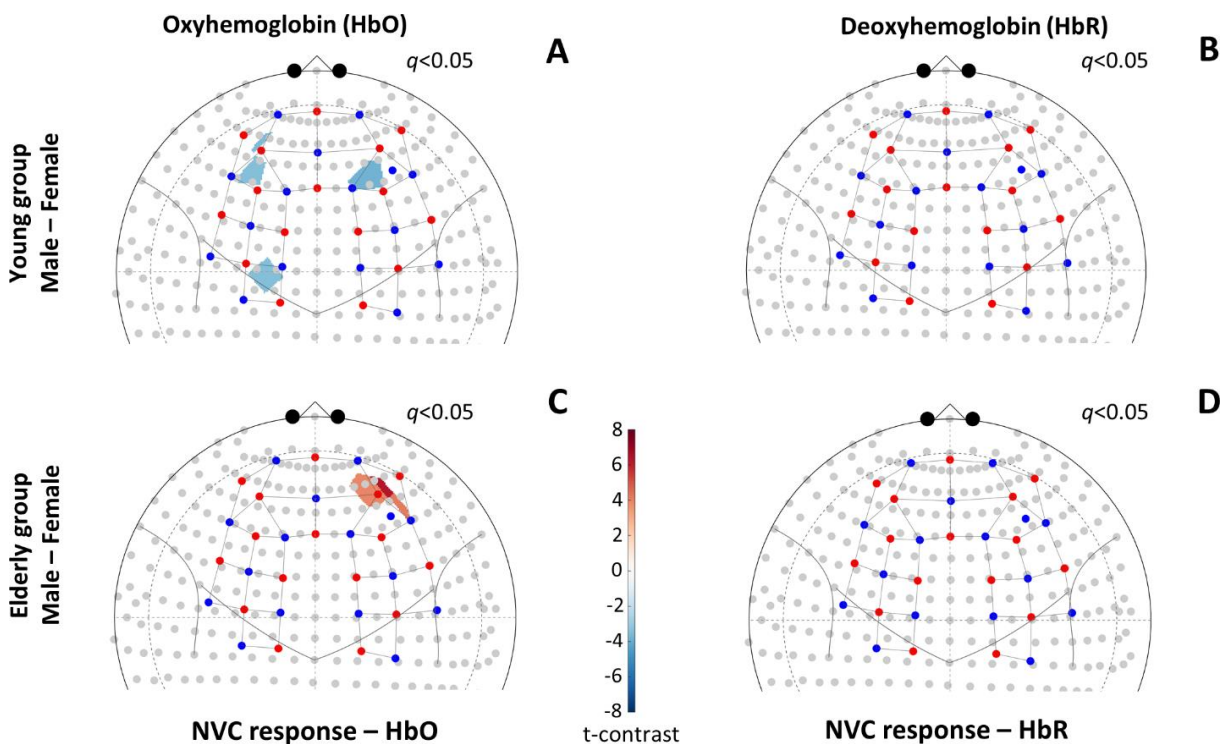 Oxyhemoglobin (HbO)
Deoxyhemoglobin (HbR)
A
B
q<0.05
q<0.05
Young group
Male – Female
C
D
q<0.05
q<0.05
Elderly group
Male – Female
8
6
4
2
0
-2
-4
-6
-8
t-contrast
NVC response – HbO
NVC response – HbR